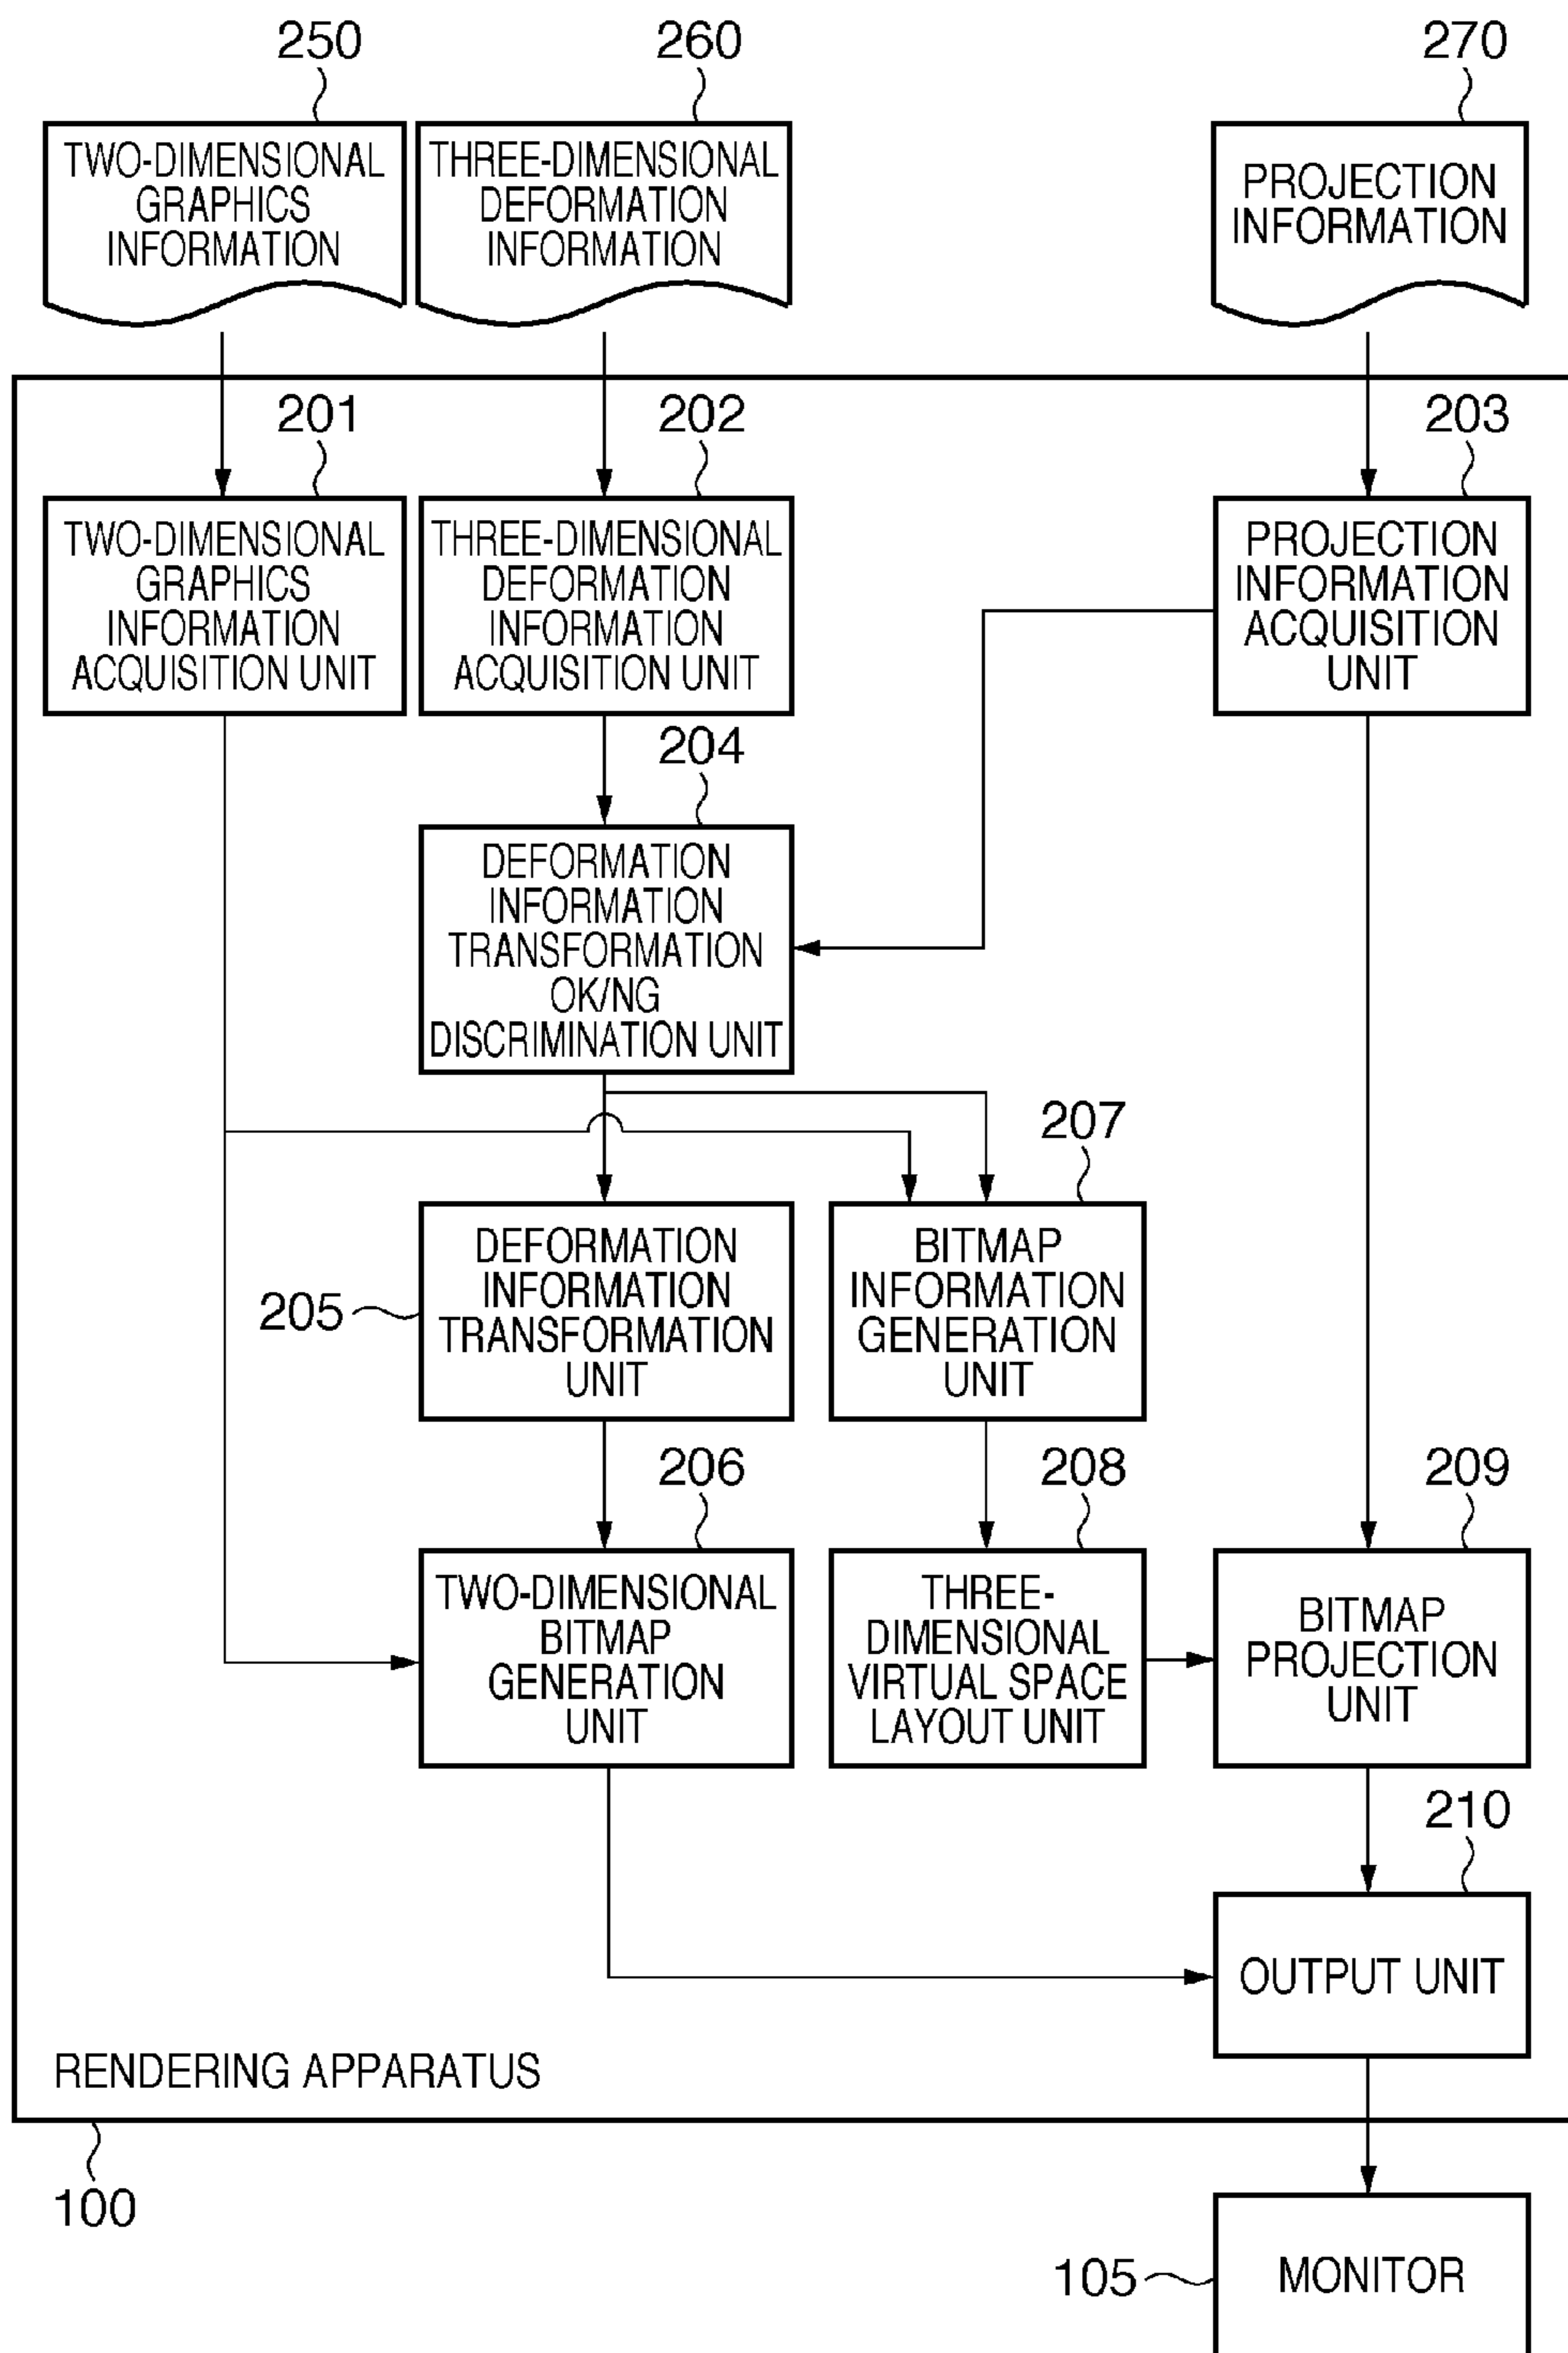 250
260
270
TWO-DIMENSIONAL
GRAPHICS
INFORMATION
THREE-DIMENSIONAL
DEFORMATION
INFORMATION
PROJECTION
INFORMATION
201
202
203
TWO-DIMENSIONAL
GRAPHICS
INFORMATION
ACQUISITION UNIT
THREE-DIMENSIONAL
DEFORMATION
INFORMATION
ACQUISITION UNIT
PROJECTION
INFORMATION
ACQUISITION
UNIT
204
DEFORMATION
INFORMATION
TRANSFORMATION
OK/NG
DISCRIMINATION UNIT
207
205
DEFORMATION
INFORMATION
TRANSFORMATION
UNIT
BITMAP
INFORMATION
GENERATION
UNIT
206
208
209
TWO-DIMENSIONAL
BITMAP
GENERATION
UNIT
THREE-
DIMENSIONAL
VIRTUAL SPACE
LAYOUT UNIT
BITMAP
PROJECTION
UNIT
210
OUTPUT UNIT
RENDERING APPARATUS
100
105
MONITOR